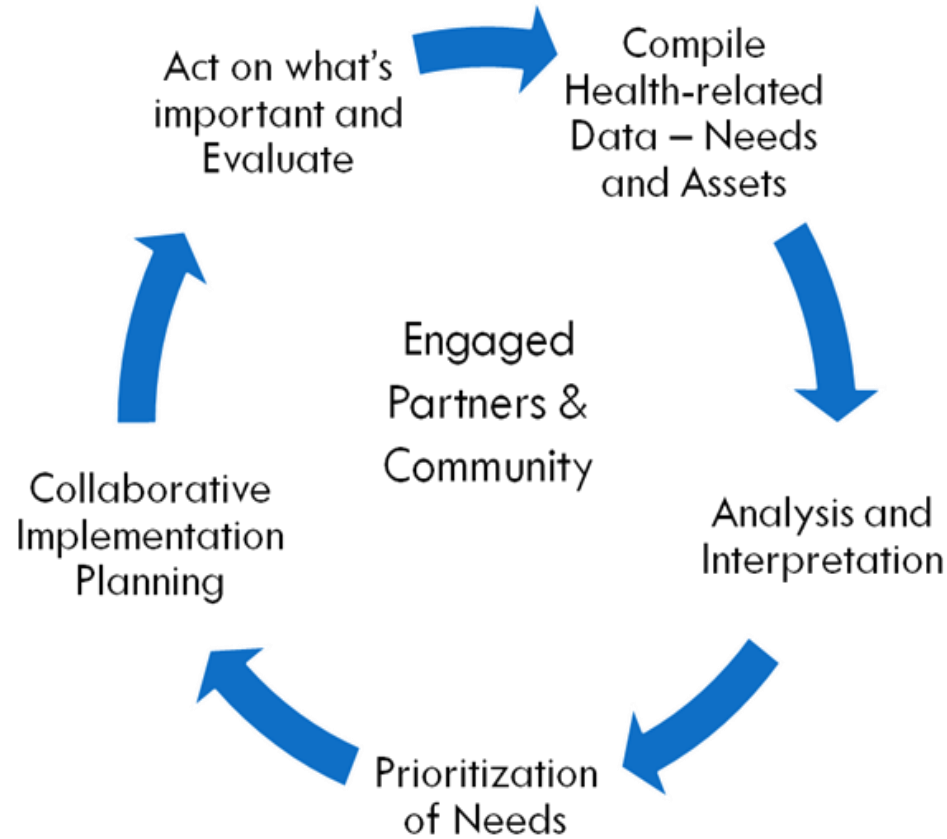 Act on what's
important and
Evaluate
Compile
Health-related
Data – Needs
and Assets
Engaged
Partners &
Community
Analysis and
Interpretation
Prioritization
of Needs
Collaborative
Implementation
Planning